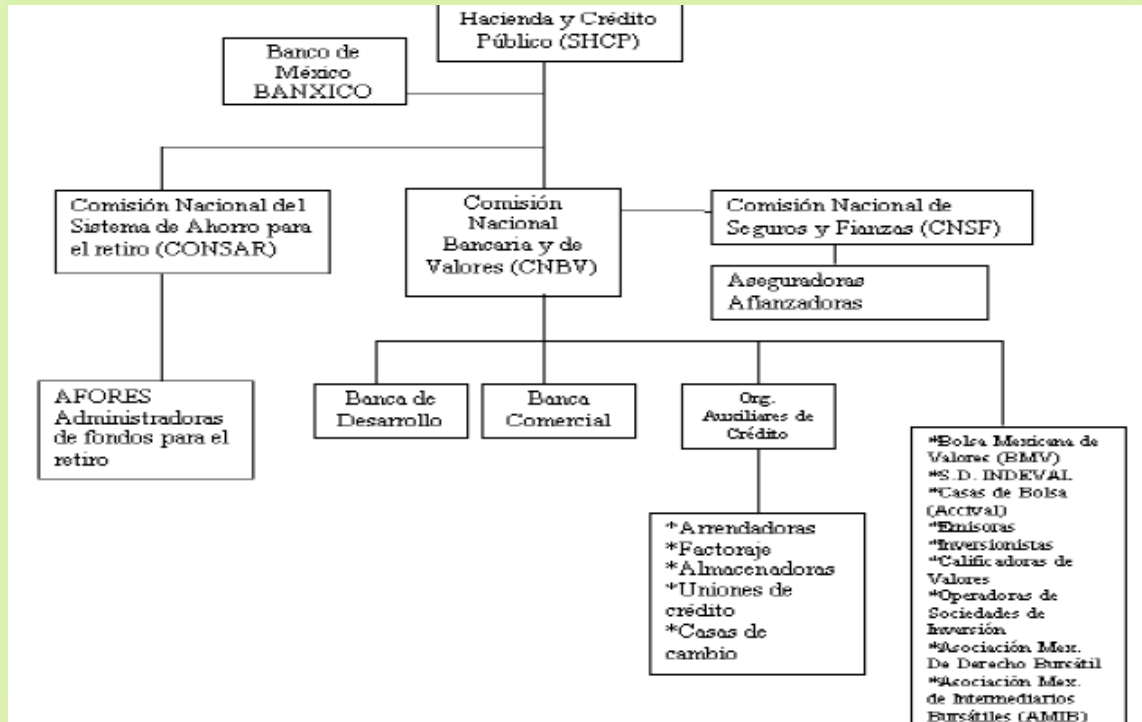 Hacienda y Crédito
Público (SHCP)
Banco de
México
BANXICO
Comisión Nacional del
Sistema de Ahorro para
el retiro (CONSAR)
Comisión
Nacional
Bancaria y de
Valores (CNBV)
Comisión Nacional de
Seguros y Fianzas (CNSF)
Aseguradoras
Afianzadoras
AFORES
Administradoras
de fondos para el
retiro
Banca de
Desarrollo
Banca
Comercial
Org.
Auxiliares de
Crédito
*Arrendadoras
*Factoraje
*Almacenadoras
*Uniones de
crédito
*Casas de
cambio
*Bolsa Mexicana de
Valores (BMV)
*S.D. INDEVAL
*Casas de Bolsa
(Accival)
*Emisoras
*Inversionistas
*Calificadoras de
Valores
*Operadoras de
Sociedades de
Inversión
*Asociación Mex.
De Derecho Bursátil
*Asociación Mex.
de Intermediarios
Bursátiles (AMIB)